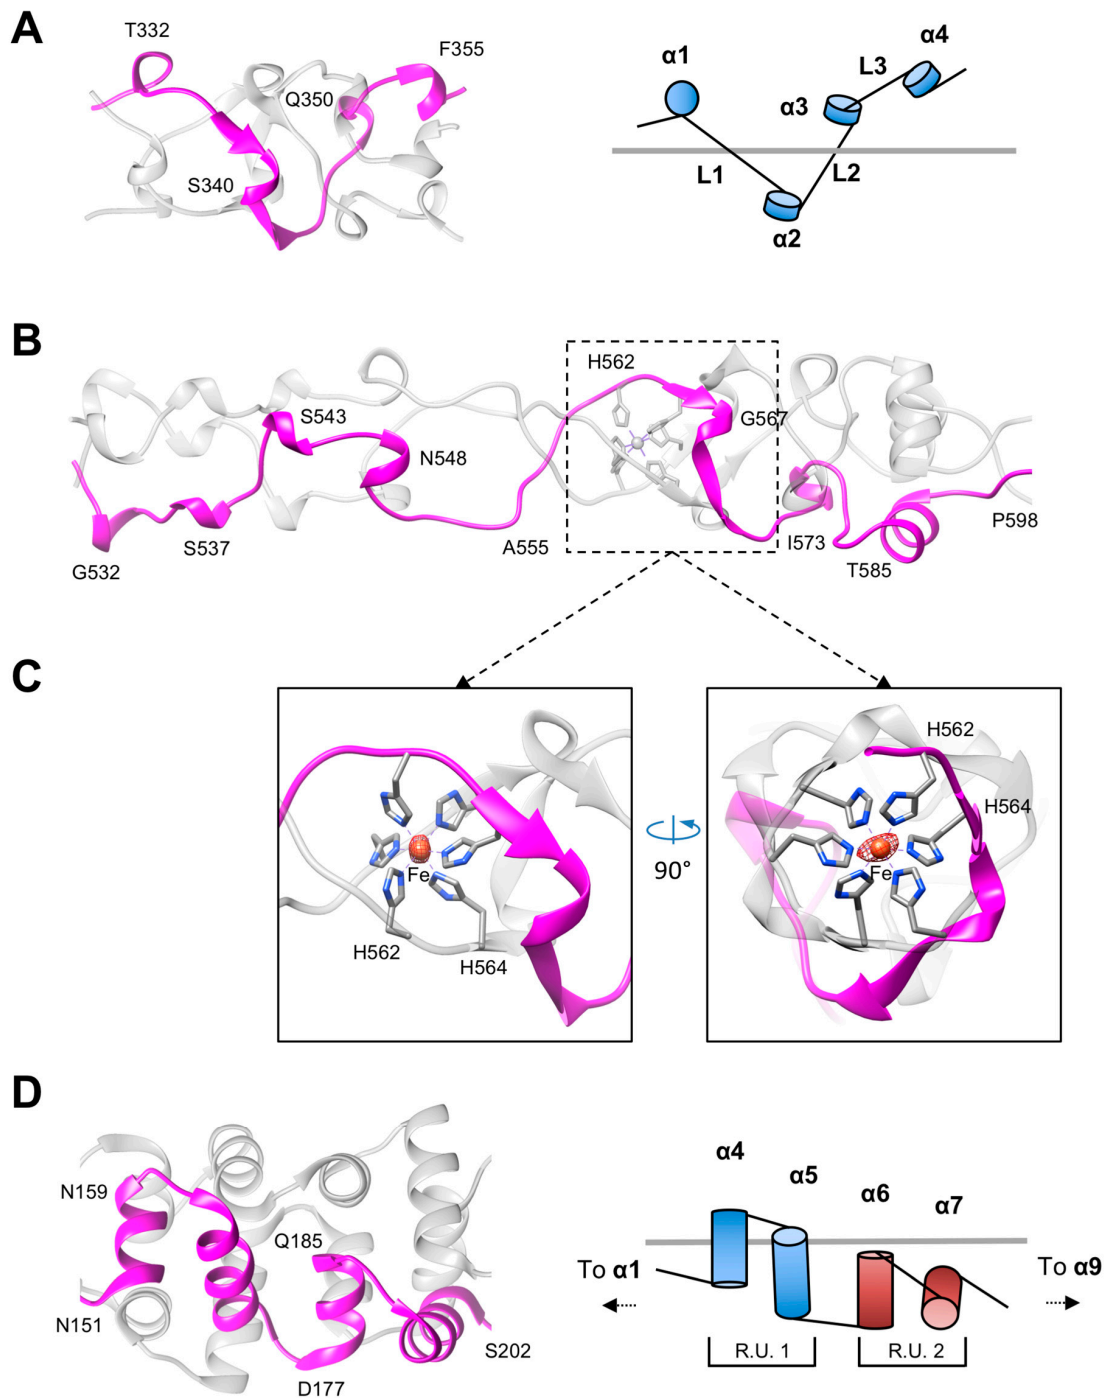 A
T332
F355
Q350
S340
α1
α4
L3
α3
L1
L2
α2
B
H562
S543
G567
N548
S537
A555
I573
P598
G532
T585
C
H562
H564
Fe
Fe
90°
H562
H564
D
N159
Q185
N151
S202
D177
α4
α5
α6
α7
To α1
To α9
R.U. 1
R.U. 2